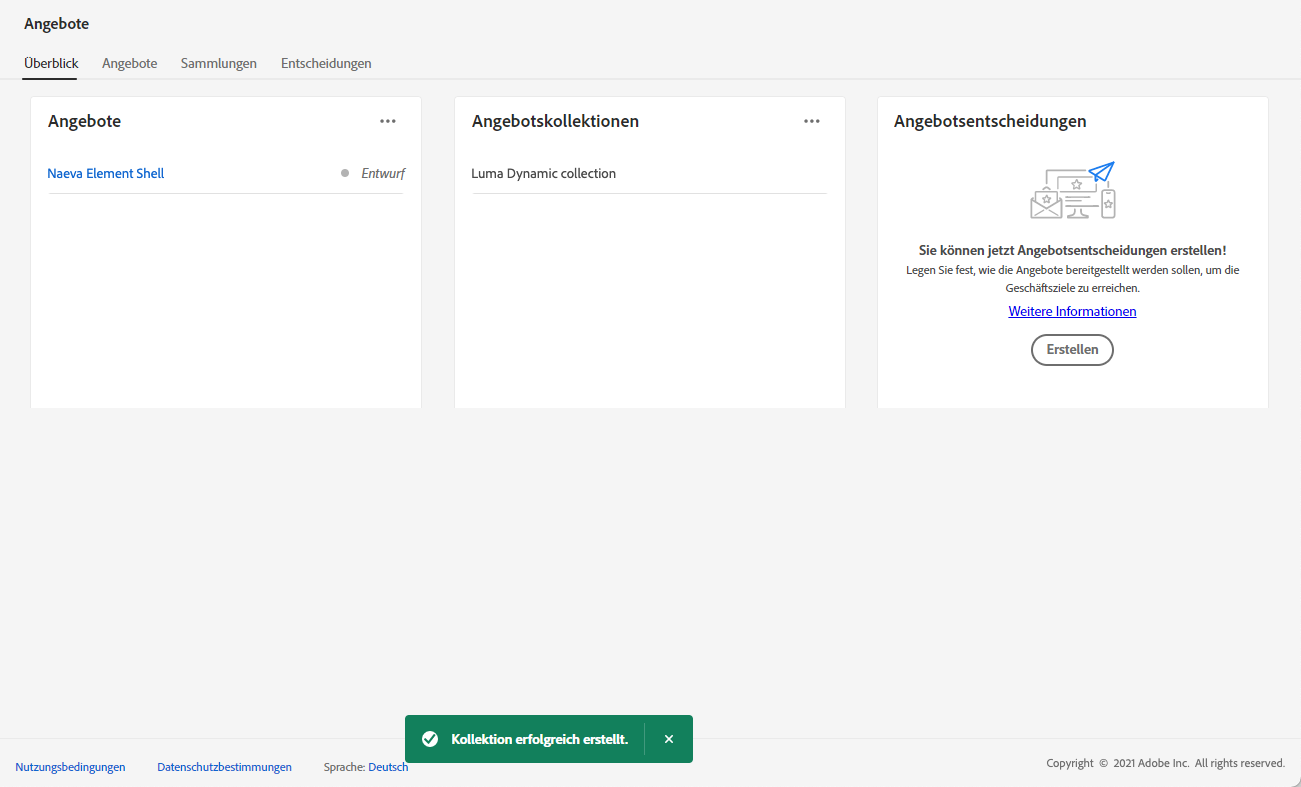 Angebote
Überblick Angebote Sammlungen Entscheidungen
Angebote
Naeva Element Shell Entwurf
Angebotskollektionen
Luma Dynamic collection
Angebotsentscheidungen
Sie können jetzt Angebotsentscheidungen erstellen!
Legen Sie fest, wie die Angebote bereitgestellt werden sollen, um die
Geschäftsziele zu erreichen.
Weitere Informationen
Erstellen
Kollektion erfolgreich erstellt.
Nutzungsbedingungen Datenschutzbestimmungen Sprache: Deutsch
Copyright © 2021 Adobe Inc. All rights reserved.